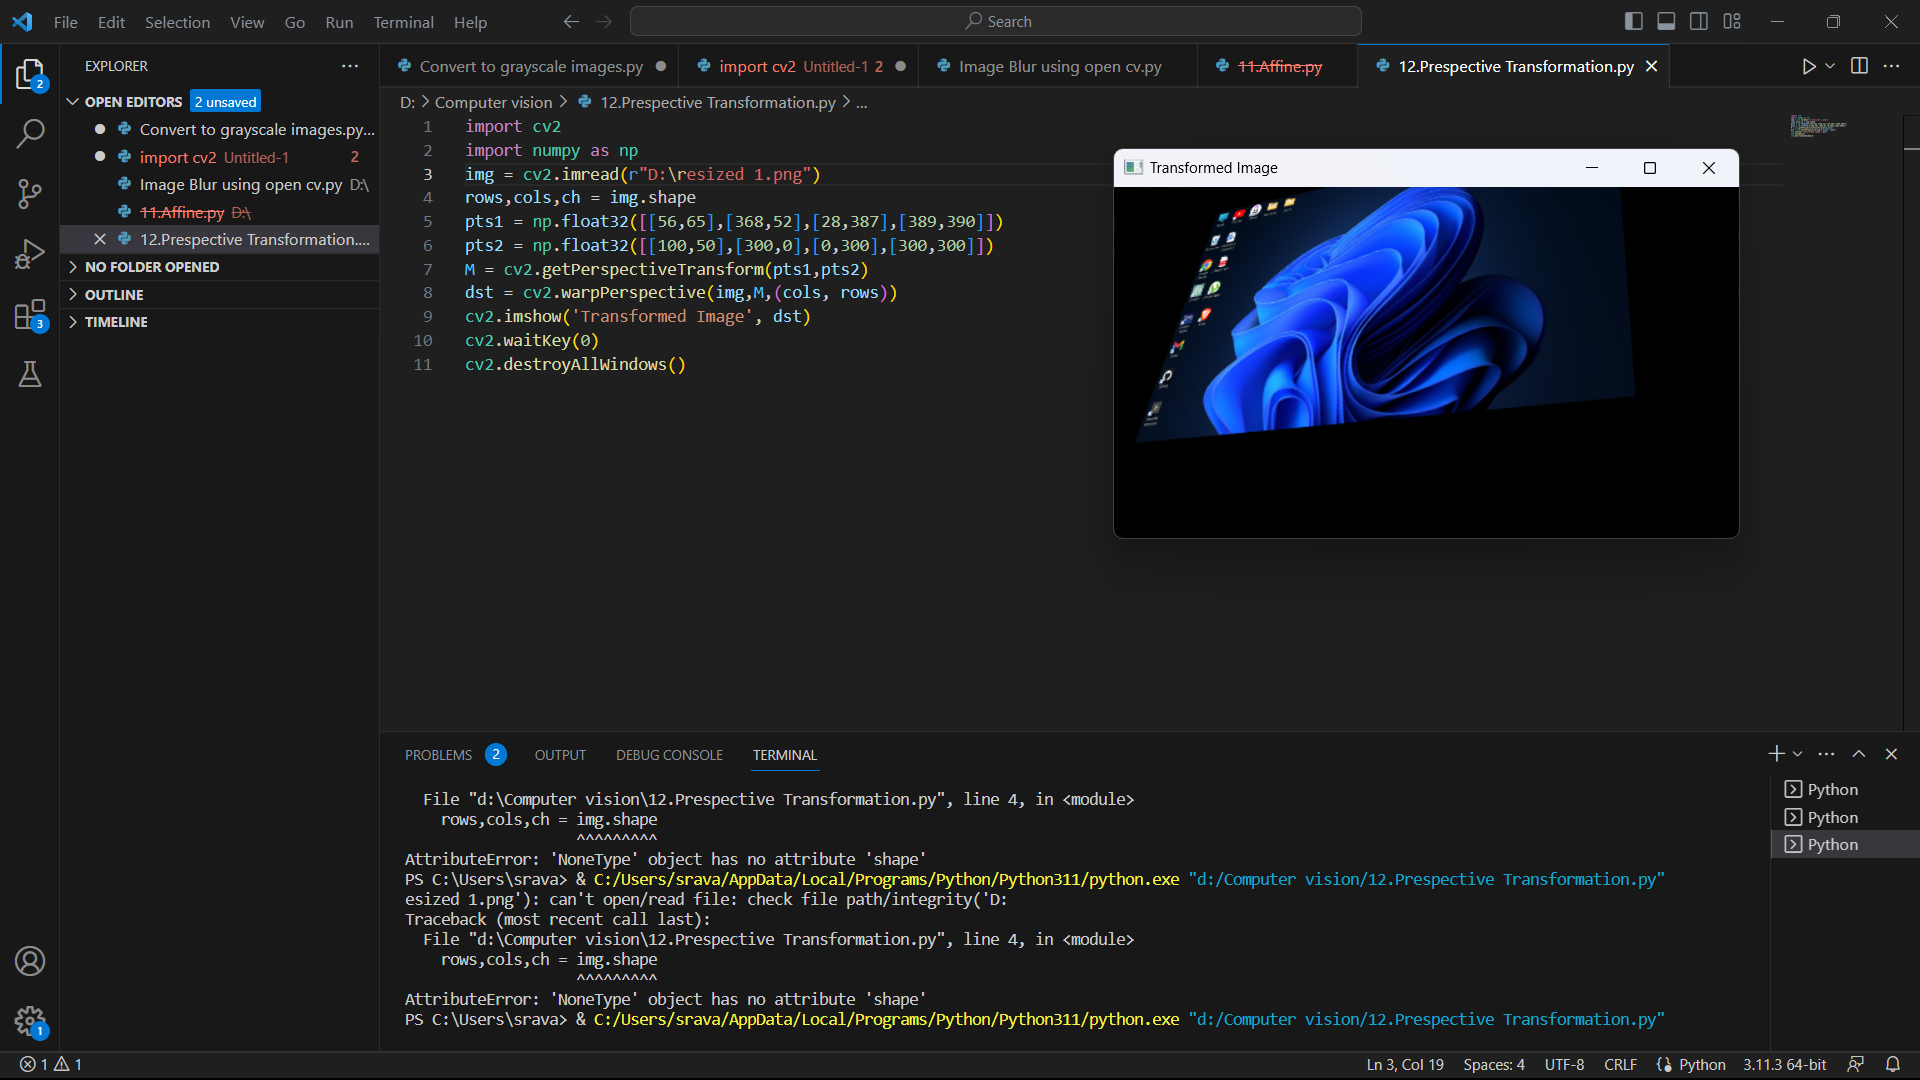 File Edit Selection View Go Run Terminal Help
Search
2
EXPLORER
OPEN EDITORS 2 unsaved
Convert to grayscale images.py...
import cv2 Untitled-1 2
Image Blur using open cv.py D:\
11.Affine.py D:\
12.Prespective Transformation....
NO FOLDER OPENED
OUTLINE
TIMELINE
3
1
Convert to grayscale images.py
import cv2 Untitled-1 2
Image Blur using open cv.py
11.Affine.py
12.Prespective Transformation.py
D: > Computer vision > 12.Prespective Transformation.py > ...
1 import cv2
2 import numpy as np
3 img = cv2.imread(r"D:\resized 1.png")
4 rows,cols,ch = img.shape
5 pts1 = np.float32([[56,65],[368,52],[28,387],[389,390]])
6 pts2 = np.float32([[100,50],[300,0],[0,300],[300,300]])
7 M = cv2.getPerspectiveTransform(pts1,pts2)
8 dst = cv2.warpPerspective(img,M,(cols, rows))
9 cv2.imshow('Transformed Image', dst)
10 cv2.waitKey(0)
11 cv2.destroyAllWindows()
Transformed Image
PROBLEMS 2 OUTPUT DEBUG CONSOLE TERMINAL
File "d:\Computer vision\12.Prespective Transformation.py", line 4, in <module>
rows,cols,ch = img.shape
^^^^^^^^^
AttributeError: 'NoneType' object has no attribute 'shape'
PS C:\Users\srava> & C:/Users/srava/AppData/Local/Programs/Python/Python311/python.exe "d:/Computer vision/12.Prespective Transformation.py"
esized 1.png'): can't open/read file: check file path/integrity('D:
Traceback (most recent call last):
File "d:\Computer vision\12.Prespective Transformation.py", line 4, in <module>
rows,cols,ch = img.shape
^^^^^^^^^
AttributeError: 'NoneType' object has no attribute 'shape'
PS C:\Users\srava> & C:/Users/srava/AppData/Local/Programs/Python/Python311/python.exe "d:/Computer vision/12.Prespective Transformation.py"
Python
Python
Python
1 1
Ln 3, Col 19 Spaces: 4 UTF-8 CRLF Python 3.11.3 64-bit